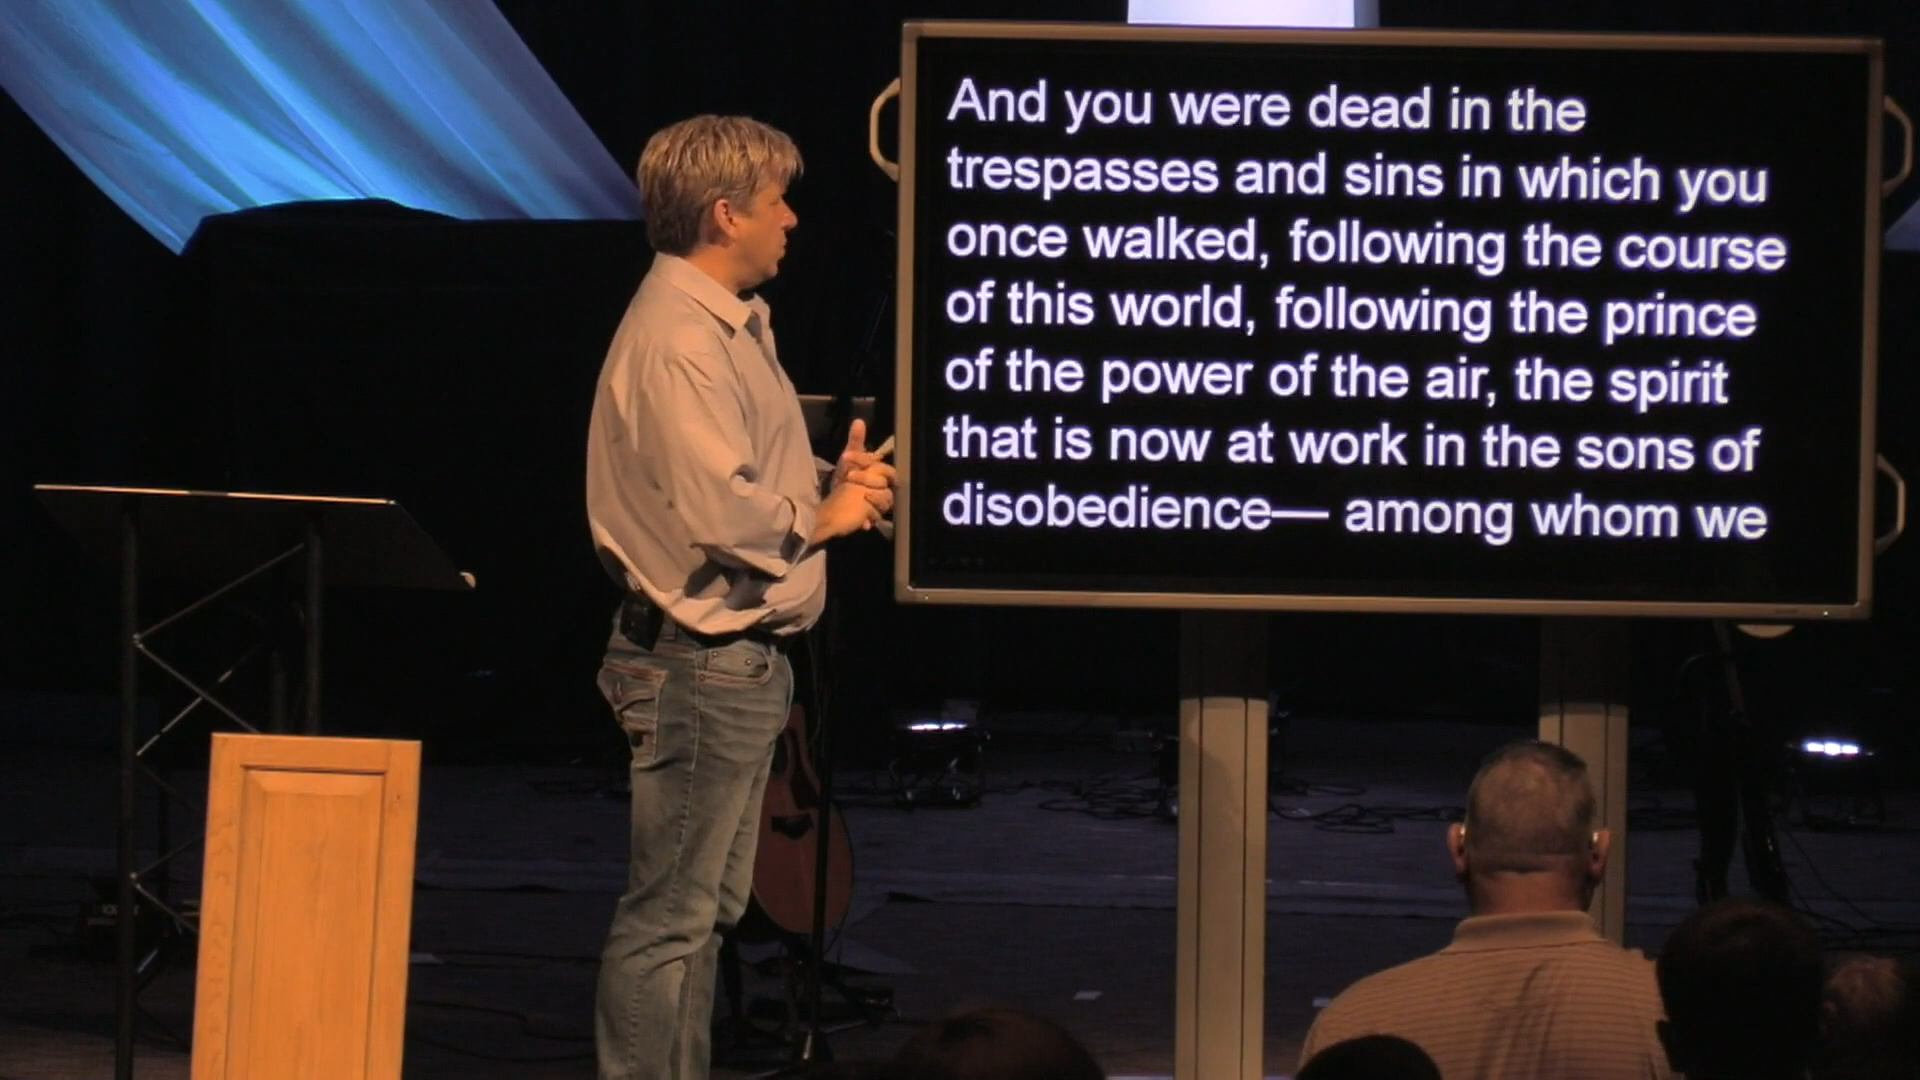 And you were dead in the
trespasses and sins in which you
once walked, following the course
of this world, following the prince
of the power of the air, the spirit
that is now at work in the sons of
disobedience— among whom we